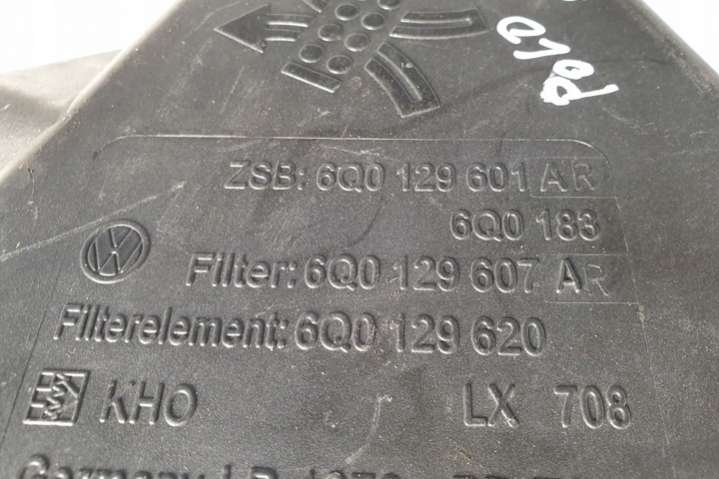 Polo
ZSB: 6Q0 129 601 AR
6Q0 183
Filter: 6Q0 129 607 AR
Filterelement: 6Q0 129 620
KHO LX 708
Germany